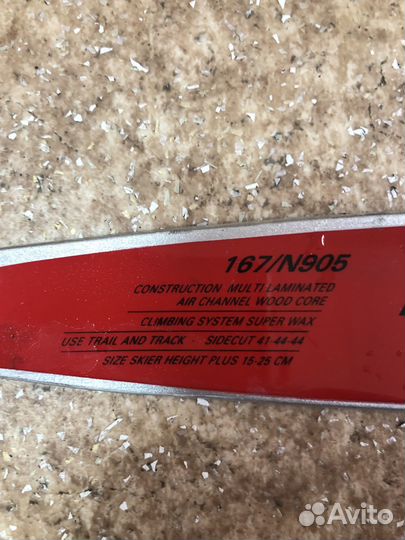 167/N905
CONSTRUCTION MULTI LAMINATED
AIR CHANNEL WOOD CORE
CLIMBING SYSTEM SUPER WAX
USE TRAIL AND TRACK · SIDECUT 41 44-44
SIZE SKIER HEIGHT PLUS 15-25 CM
Avito